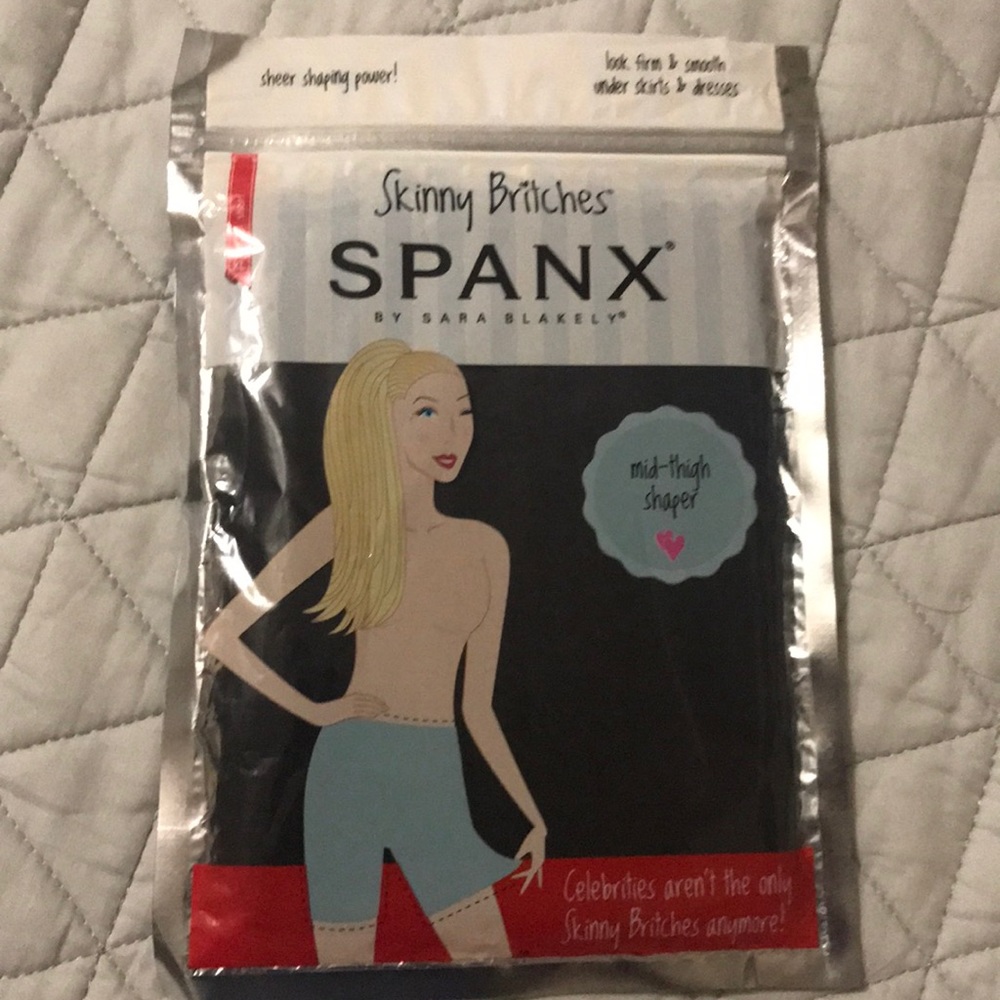 sheer shaping power!
look firm & smooth
under skirts & dresses
Skinny Britches
SPANX®
BY SARA BLAKELY®
mid-thigh
shaper
Celebrities aren't the only
Skinny Britches anymore!